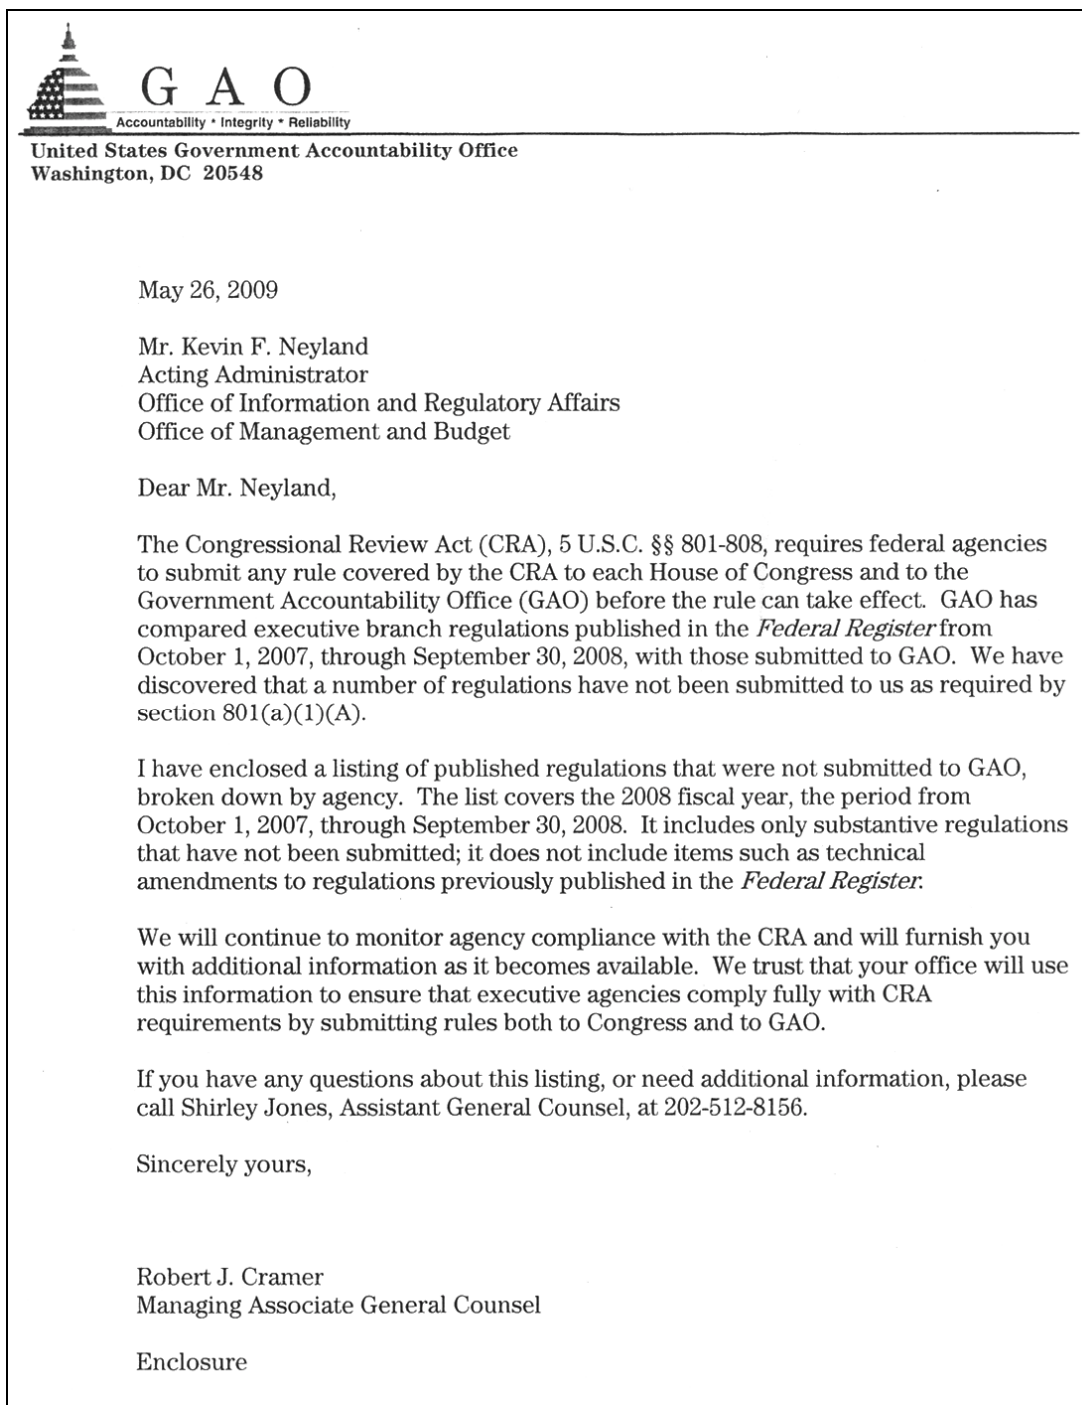 G A O
Accountability * Integrity * Reliability
United States Government Accountability Office
Washington, DC 20548
May 26, 2009
Mr. Kevin F. Neyland
Acting Administrator
Office of Information and Regulatory Affairs
Office of Management and Budget
Dear Mr. Neyland,
The Congressional Review Act (CRA), 5 U.S.C. §§ 801-808, requires federal agencies
to submit any rule covered by the CRA to each House of Congress and to the
Government Accountability Office (GAO) before the rule can take effect. GAO has
compared executive branch regulations published in the Federal Register from
October 1, 2007, through September 30, 2008, with those submitted to GAO. We have
discovered that a number of regulations have not been submitted to us as required by
section 801(a)(1)(A).
I have enclosed a listing of published regulations that were not submitted to GAO,
broken down by agency. The list covers the 2008 fiscal year, the period from
October 1, 2007, through September 30, 2008. It includes only substantive regulations
that have not been submitted; it does not include items such as technical
amendments to regulations previously published in the Federal Register.
We will continue to monitor agency compliance with the CRA and will furnish you
with additional information as it becomes available. We trust that your office will use
this information to ensure that executive agencies comply fully with CRA
requirements by submitting rules both to Congress and to GAO.
If you have any questions about this listing, or need additional information, please
call Shirley Jones, Assistant General Counsel, at 202-512-8156.
Sincerely yours,
Robert J. Cramer
Managing Associate General Counsel
Enclosure